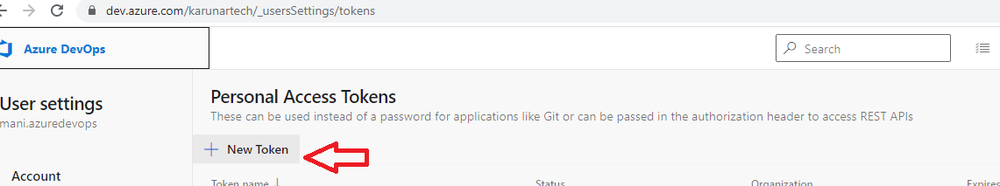 dev.azure.com/karunartech/_usersSettings/tokens
Azure DevOps
Search
User settings
mani.azuredevops
Account
Personal Access Tokens
These can be used instead of a password for applications like Git or can be passed in the authorization header to access REST APIs
+ New Token
Token name ↓ Status Organization Expires